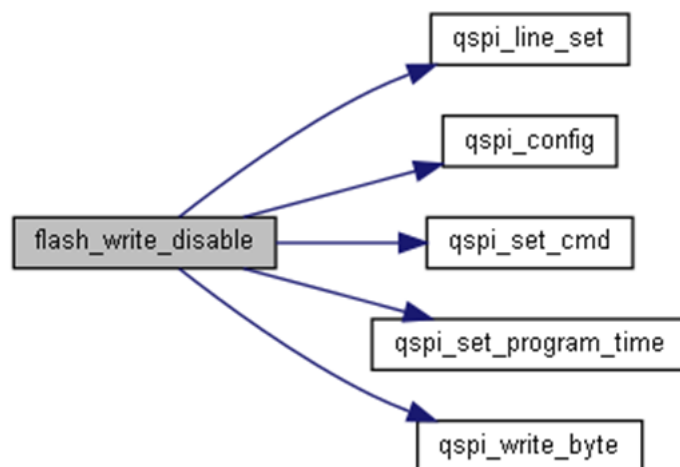 qspi_line_set
qspi_config
flash_write_disable
qspi_set_cmd
qspi_set_program_time
qspi_write_byte